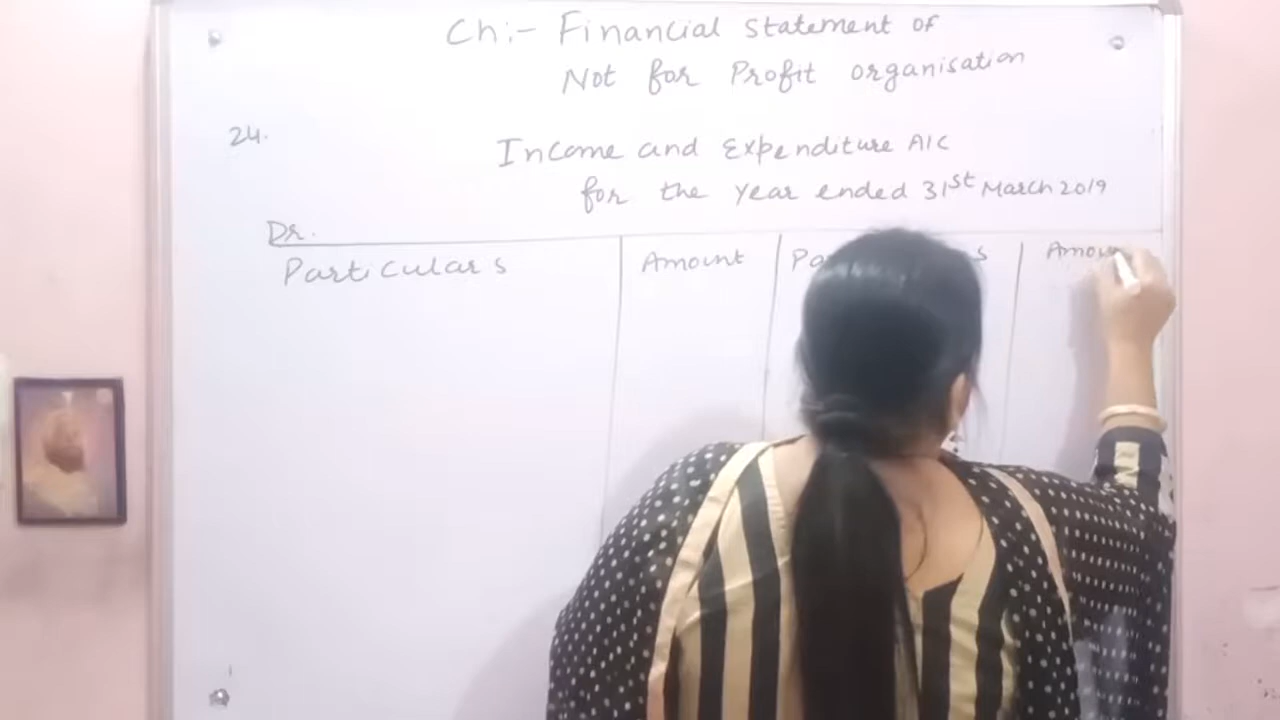 Ch:- Financial Statement of
Not for Profit organisation
24.
Income and Expenditure A/C
for the year ended 31st March 2019
Dr.
Particulars Amount Amou